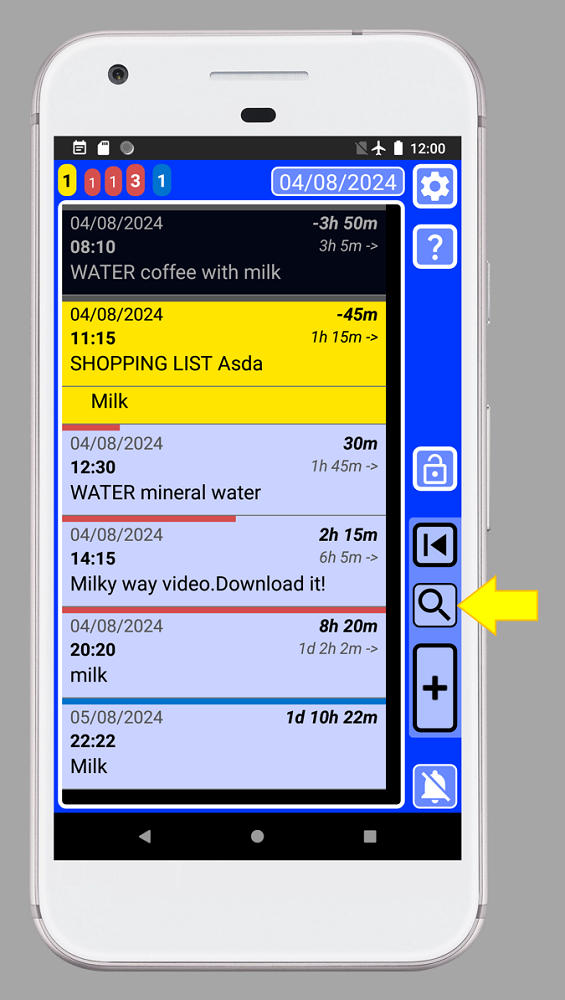 12:00
1 1 1 3 1
04/08/2024
?
04/08/2024 -3h 50m
08:10 3h 5m ->
WATER coffee with milk
04/08/2024 -45m
11:15 1h 15m ->
SHOPPING LIST Asda
Milk
04/08/2024 30m
12:30 1h 45m ->
WATER mineral water
04/08/2024 2h 15m
14:15 6h 5m ->
Milky way video.Download it!
04/08/2024 8h 20m
20:20 1d 2h 2m ->
milk
+
05/08/2024 1d 10h 22m
22:22
Milk